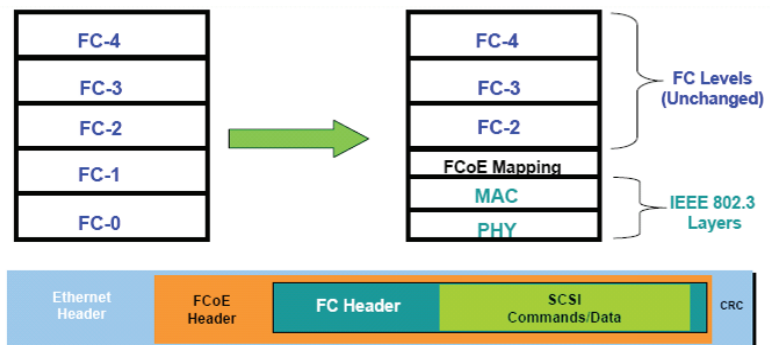 FC-4
FC-3
FC-2
FC-1
FC-0
FC-4
FC-3
FC-2
FCoE Mapping
MAC
PHY
FC Levels
(Unchanged)
IEEE 802.3
Layers
Ethernet
Header
FCoE
Header
FC Header
SCSI
Commands/Data
CRC